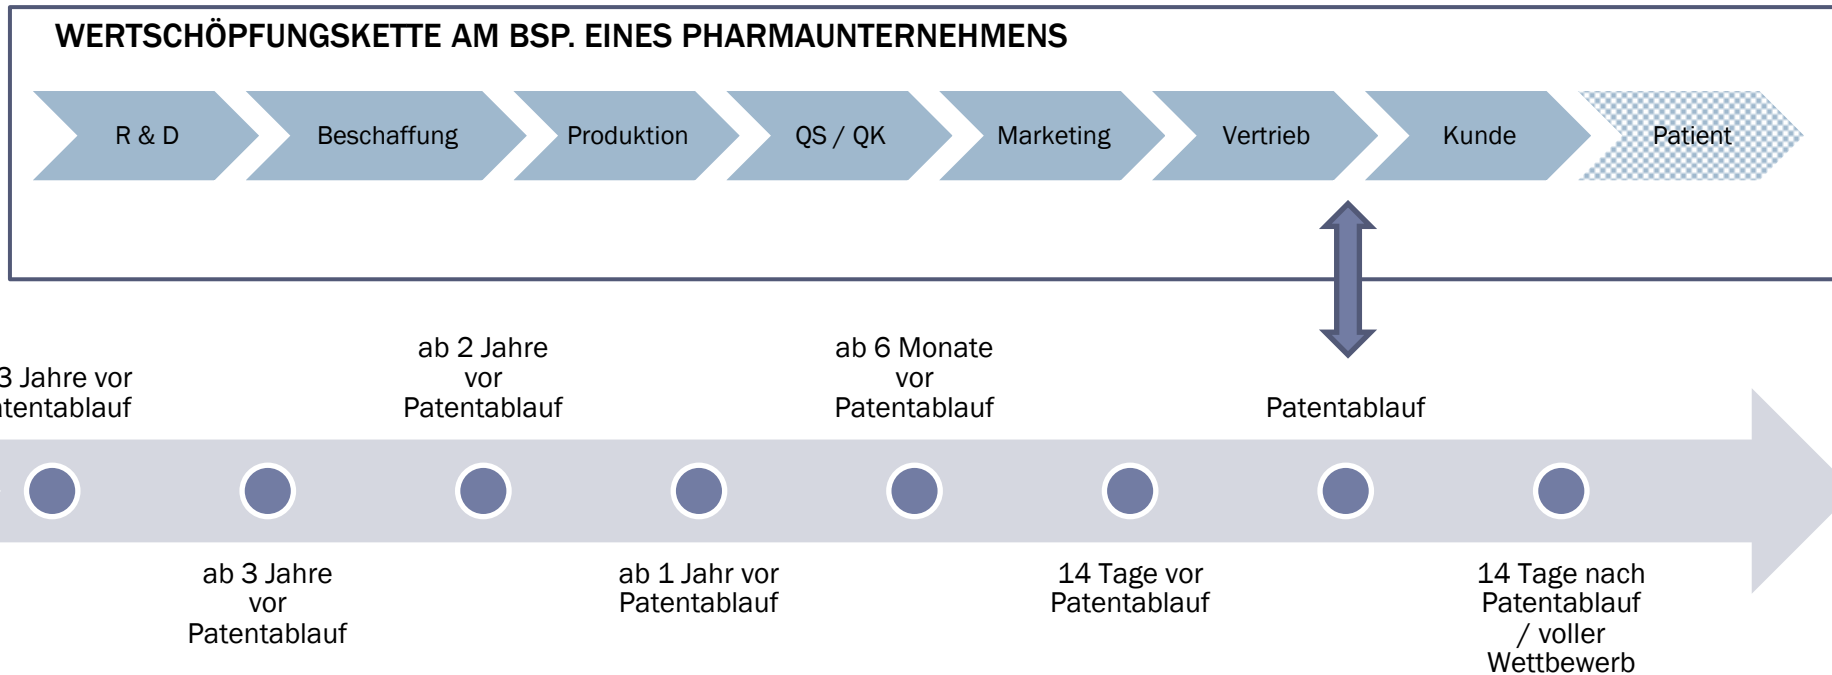 WERTSCHÖPFUNGSKETTE AM BSP. EINES PHARMAUNTERNEHMENS
R & D
Beschaffung
Produktion
QS / QK
Marketing
Vertrieb
Kunde
Patient
3 Jahre vor
atentablauf
ab 3 Jahre
vor
Patentablauf
ab 2 Jahre
vor
Patentablauf
ab 1 Jahr vor
Patentablauf
ab 6 Monate
vor
Patentablauf
14 Tage vor
Patentablauf
Patentablauf
14 Tage nach
Patentablauf
/ voller
Wettbewerb